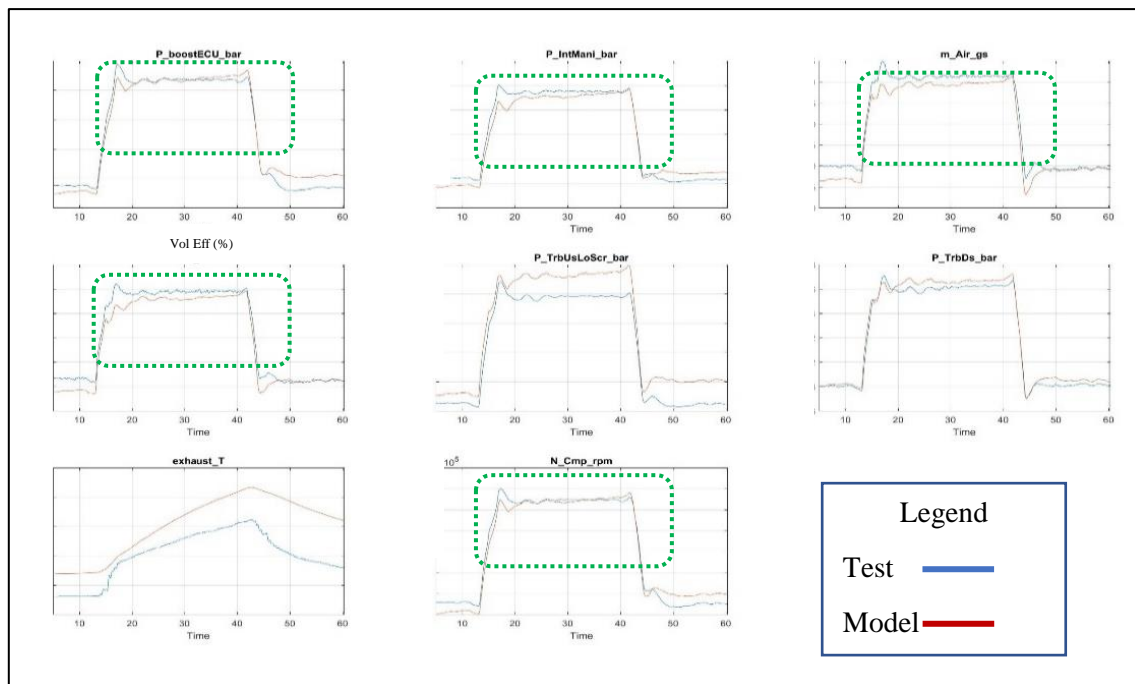 P_boostECU_bar
10 20 30 40 50 60
Time
P_IntMani_bar
10 20 30 40 50 60
Time
m_Air_gs
10 20 30 40 50 60
Time
Vol Eff (%)
10 20 30 40 50 60
Time
P_TrbUsLoScr_bar
10 20 30 40 50 60
Time
P_TrbDs_bar
10 20 30 40 50 60
Time
exhaust_T
10 20 30 40 50 60
Time
10⁵
N_Cmp_rpm
10 20 30 40 50 60
Time
Legend
Test
Model